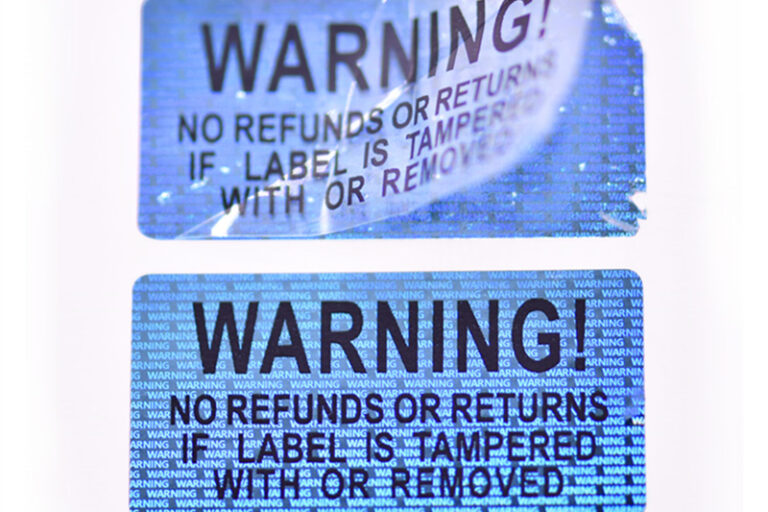 WARNING!
NO REFUNDS OR RETURNS
IF LABEL IS TAMPERED
WITH OR REMOVED
WARNING!
NO REFUNDS OR RETURNS
IF LABEL IS TAMPERED
WITH OR REMOVED